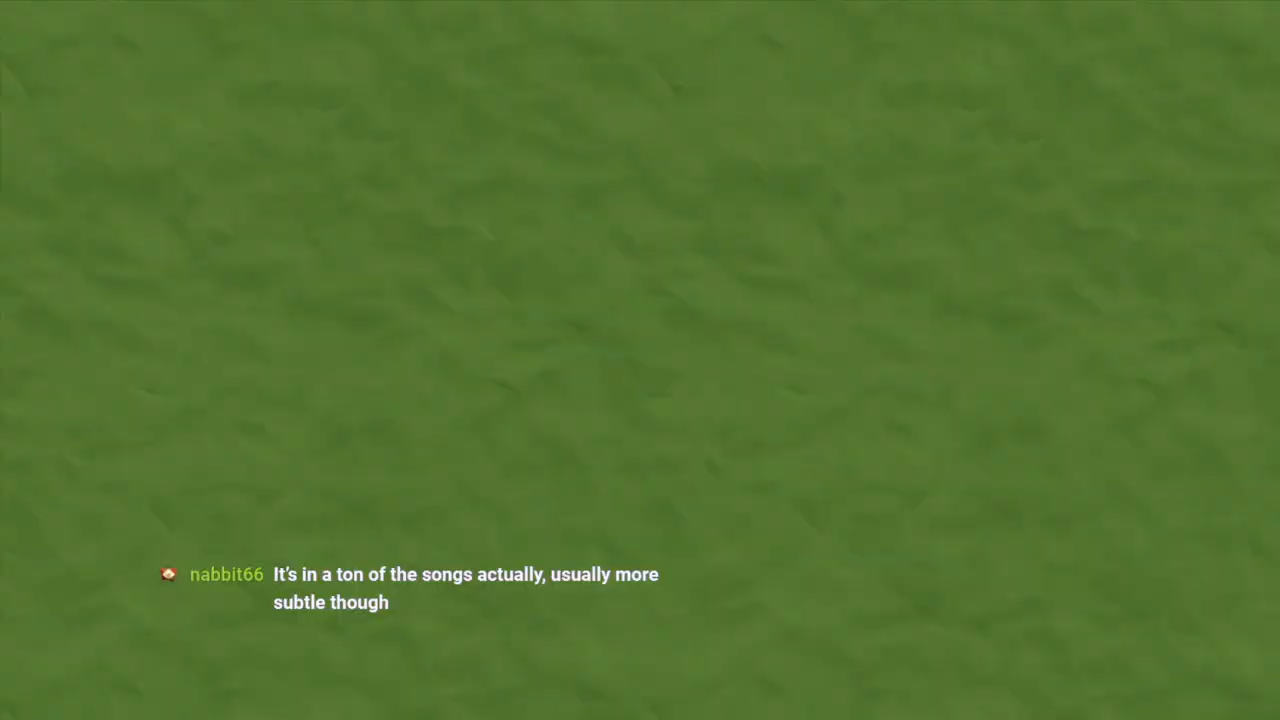 nabbit66 It’s in a ton of the songs actually, usually more
subtle though